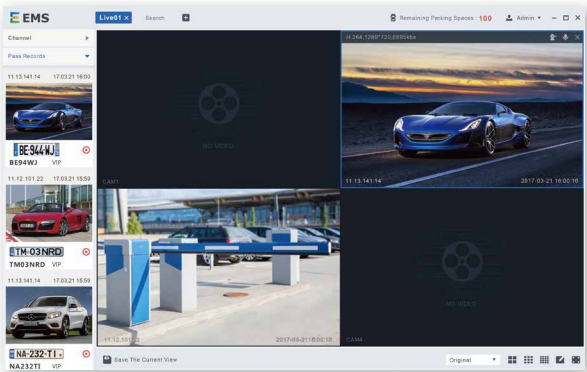 EMS
Live01 ×
Search
Remaining Parking Spaces : 100
Admin
Channel
Pass Records
H.264,1280*720,6895kbs
11.13.141.14 17.03.21 16:00
BE94WJ VIP
11.12.101.22 17.03.21 15:59
TM-03NRD
TM03NRD VIP
11.13.141.14 17.03.21 15:59
NA-232-TI
NA232TI VIP
NO VIDEO
CAM1
11.13.141.14 2017-03-21 16:00:16
2017-03-21 16:00:16
NO VIDEO
CAM4
Save The Current View
Original